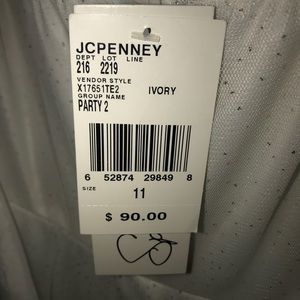 JCPENNEY
DEPT LOT LINE
216 2219
VENDOR STYLE
X17651TE2 IVORY
GROUP NAME
PARTY 2
6 52874 29849 8
SIZE 11
$ 90.00